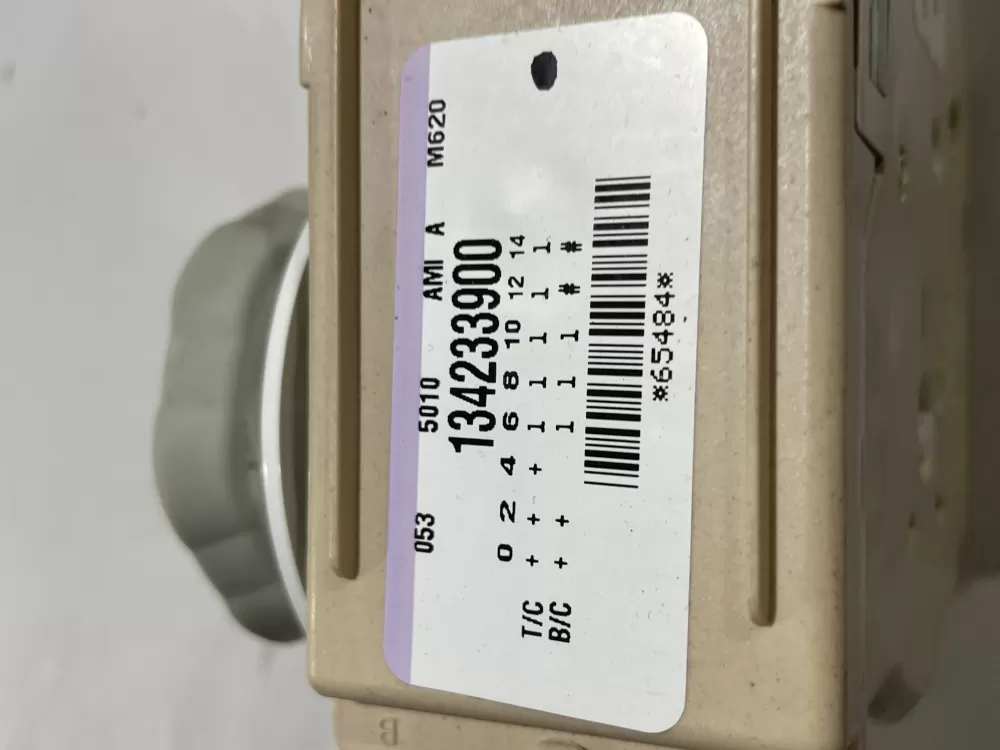 053 5010 AMI A M620
134233900
0 2 4 6 8 10 12 14
T/C + + + 1 1 1 1 1
B/C + + 1 1 1 # #
*65484*
B